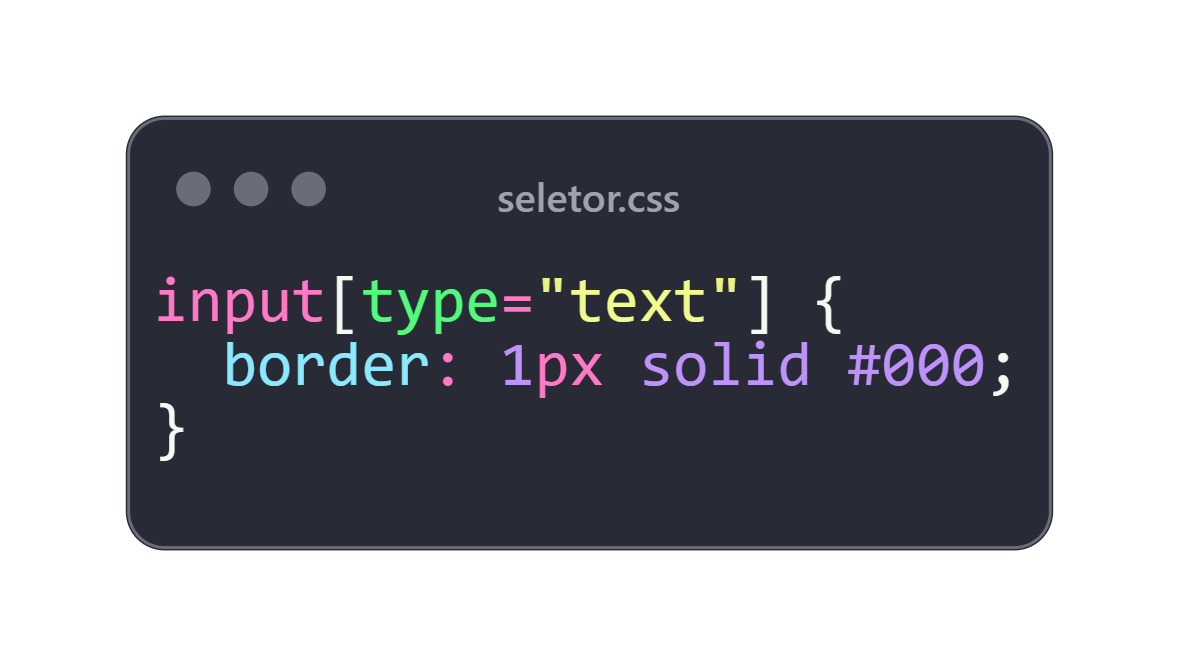 seletor.css
input[type="text"] {
  border: 1px solid #000;
}